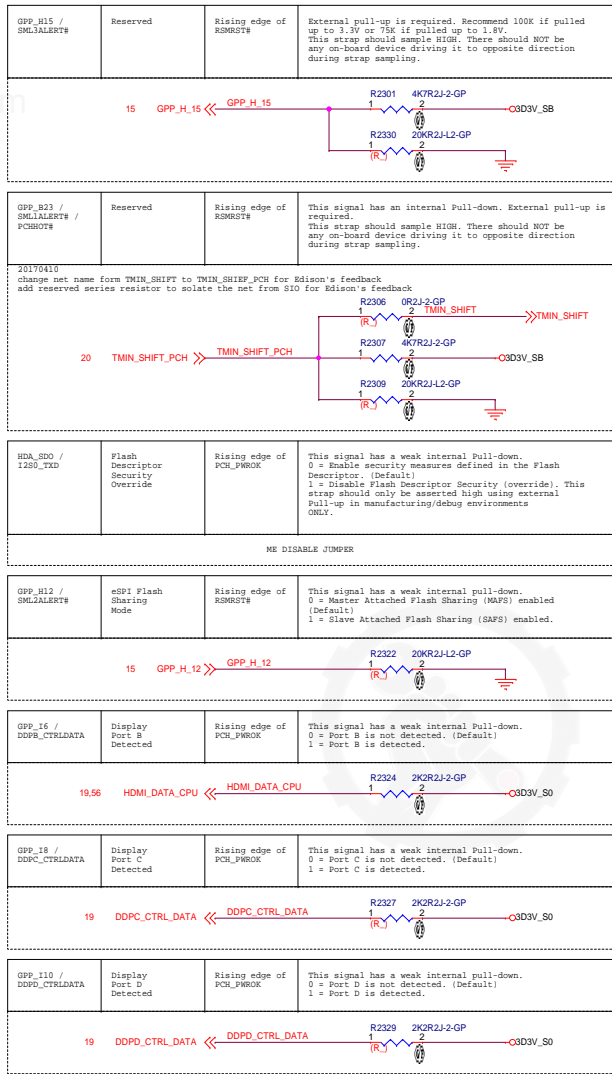 GPP_H15 /
SML3ALERT#
Reserved
Rising edge of
RSMRST#
External pull-up is required. Recommend 100K if pulled
up to 3.3V or 75K if pulled up to 1.8V.
This strap should sample HIGH. There should NOT be
any on-board device driving it to opposite direction
during strap sampling.
15 GPP_H_15 GPP_H_15
R2301 4K7R2J-2-GP
1 2
3D3V_SB
R2330 20KR2J-L2-GP
1 2
(R_)
GPP_B23 /
SML1ALERT# /
PCHHOT#
Reserved
Rising edge of
RSMRST#
This signal has an internal Pull-down. External pull-up is
required.
This strap should sample HIGH. There should NOT be
any on-board device driving it to opposite direction
during strap sampling.
20170410
change net name form TMIN_SHIFT to TMIN_SHIEF_PCH for Edison's feedback
add reserved series resistor to solate the net from SIO for Edison's feedback
R2306 0R2J-2-GP
1 2 TMIN_SHIFT
(R_)
TMIN_SHIFT
20 TMIN_SHIFT_PCH TMIN_SHIFT_PCH
R2307 4K7R2J-2-GP
1 2
3D3V_SB
R2309 20KR2J-L2-GP
1 2
(R_)
HDA_SDO /
I2S0_TXD
Flash
Descriptor
Security
Override
Rising edge of
PCH_PWROK
This signal has a weak internal Pull-down.
0 = Enable security measures defined in the Flash
Descriptor. (Default)
1 = Disable Flash Descriptor Security (override). This
strap should only be asserted high using external
Pull-up in manufacturing/debug environments
ONLY.
ME DISABLE JUMPER
GPP_H12 /
SML2ALERT#
eSPI Flash
Sharing
Mode
Rising edge of
RSMRST#
This signal has a weak internal pull-down.
0 = Master Attached Flash Sharing (MAFS) enabled
(Default)
1 = Slave Attached Flash Sharing (SAFS) enabled.
15 GPP_H_12 GPP_H_12
R2322 20KR2J-L2-GP
1 2
(R_)
GPP_I6 /
DDPB_CTRLDATA
Display
Port B
Detected
Rising edge of
PCH_PWROK
This signal has a weak internal Pull-down.
0 = Port B is not detected. (Default)
1 = Port B is detected.
19,56 HDMI_DATA_CPU HDMI_DATA_CPU
R2324 2K2R2J-2-GP
1 2
3D3V_S0
GPP_I8 /
DDPC_CTRLDATA
Display
Port C
Detected
Rising edge of
PCH_PWROK
This signal has a weak internal Pull-down.
0 = Port C is not detected. (Default)
1 = Port C is detected.
19 DDPC_CTRL_DATA DDPC_CTRL_DATA
R2327 2K2R2J-2-GP
1 2
(R_)
3D3V_S0
GPP_I10 /
DDPD_CTRLDATA
Display
Port D
Detected
Rising edge of
PCH_PWROK
This signal has a weak internal pull-down.
0 = Port D is not detected. (Default)
1 = Port D is detected.
19 DDPD_CTRL_DATA DDPD_CTRL_DATA
R2329 2K2R2J-2-GP
1 2
(R_)
3D3V_S0